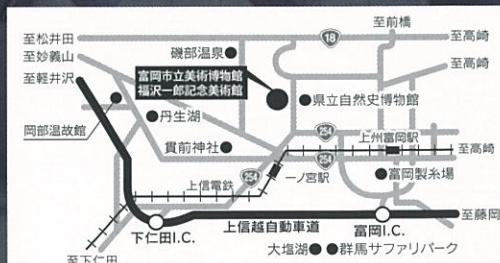 至前橋
至松井田
18
至高崎
至妙義山
磯部温泉
至高崎
至軽井沢
富岡市立美術博物館
福沢一郎記念美術館
県立自然史博物館
岡部温故館
丹生湖
254
上州富岡駅
貫前神社
254
至高崎
254
一ノ宮駅
上信電鉄
富岡製糸場
上信越自動車道
至藤岡
下仁田I.C.
富岡I.C.
至下仁田
大塩湖
群馬サファリパーク